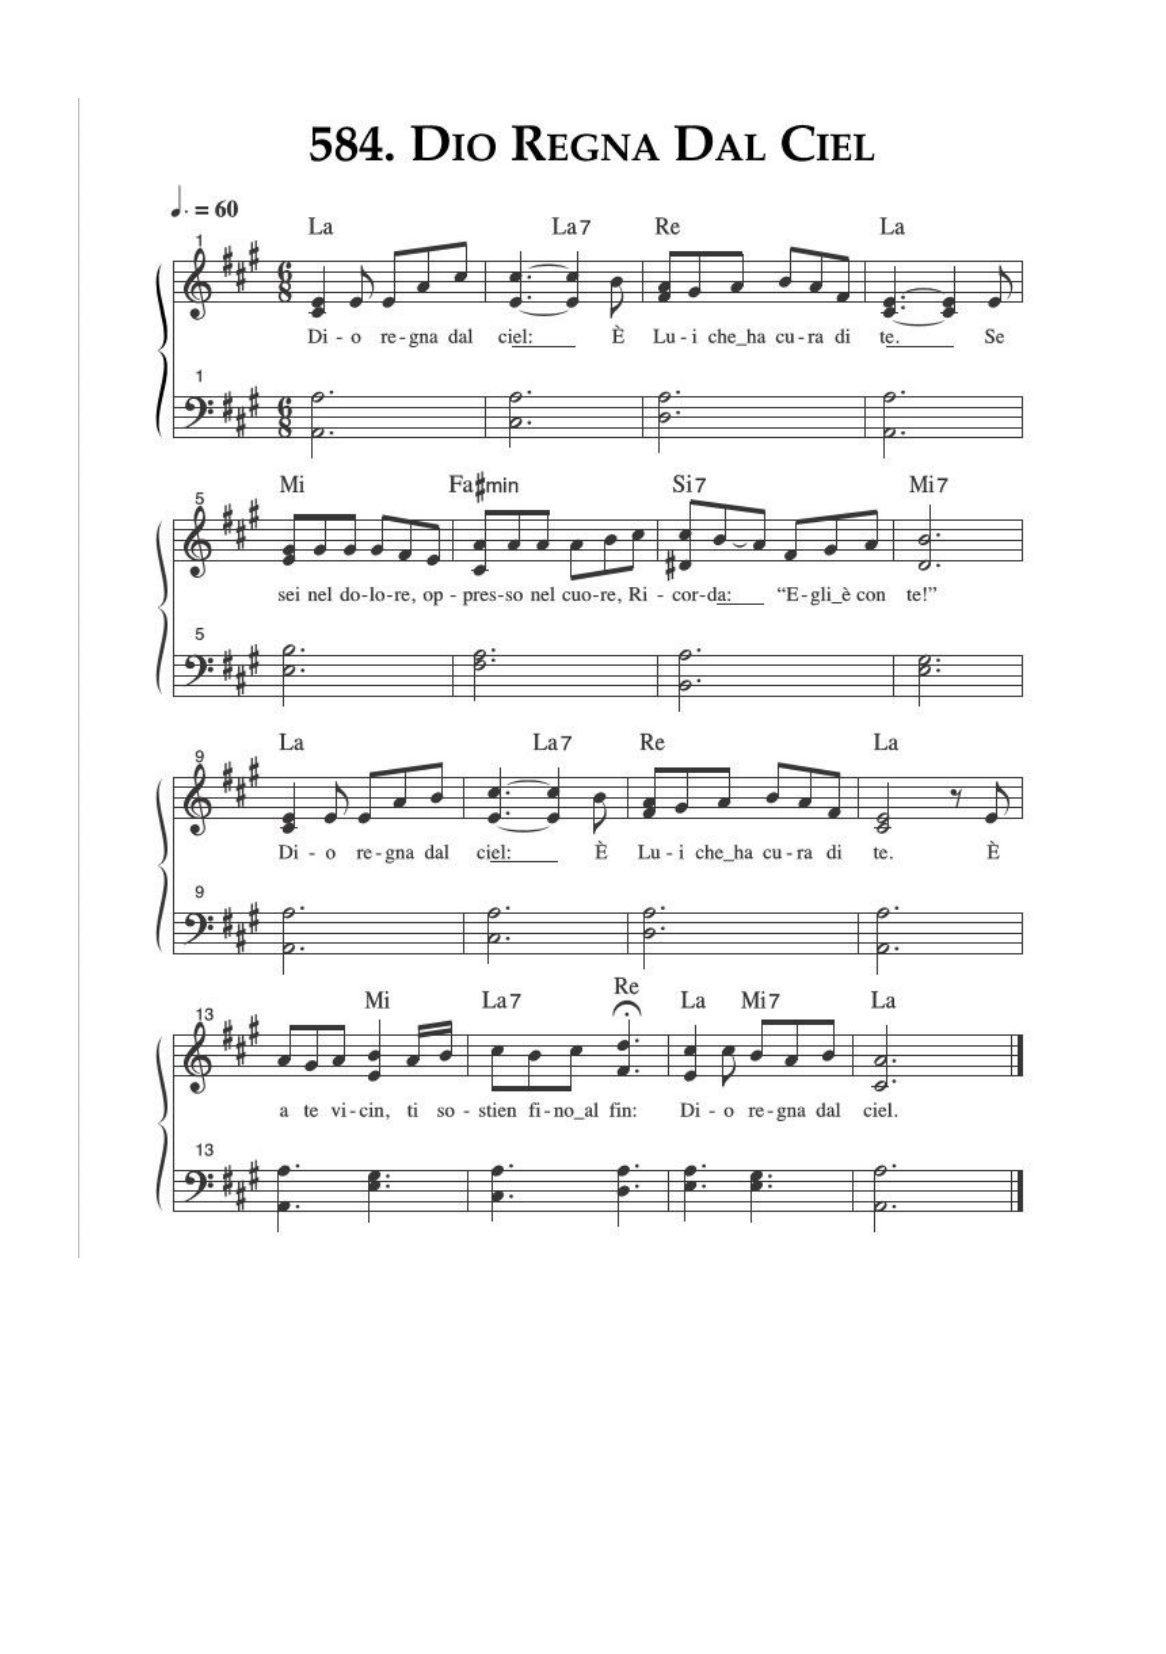 584. Dio Regna Dal Ciel
♩. = 60
La La7 Re La
1
6 8
Di - o re - gna dal ciel:____ È Lu - i che_ha cu - ra di te.____ Se
1
6 8
Mi Fa#min Si7 Mi7
5
sei nel do-lo-re, op - pres-so nel cuo-re, Ri - cor-da:____ “E-gli_è con te!”
5
La La7 Re La
9
Di - o re - gna dal ciel:____ È Lu - i che_ha cu - ra di te. È
9
Mi La7 Re La Mi7 La
13
a te vi - cin, ti so - stien fi - no_al fin: Di - o re - gna dal ciel.
13